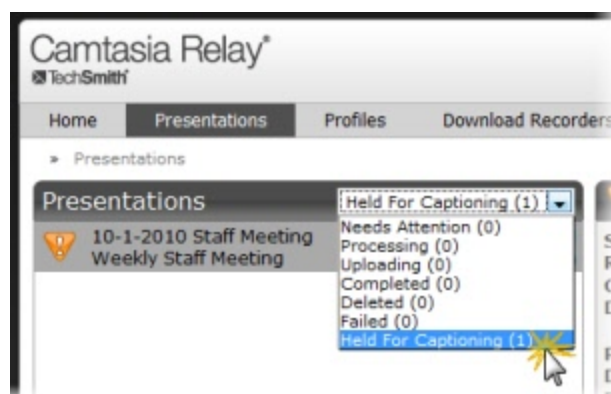 Camtasia Relay®
TechSmith®
Home Presentations Profiles Download Recorders
» Presentations
Presentations
Held For Captioning (1)
10-1-2010 Staff Meeting
Weekly Staff Meeting
Needs Attention (0)
Processing (0)
Uploading (0)
Completed (0)
Deleted (0)
Failed (0)
Held For Captioning (1)